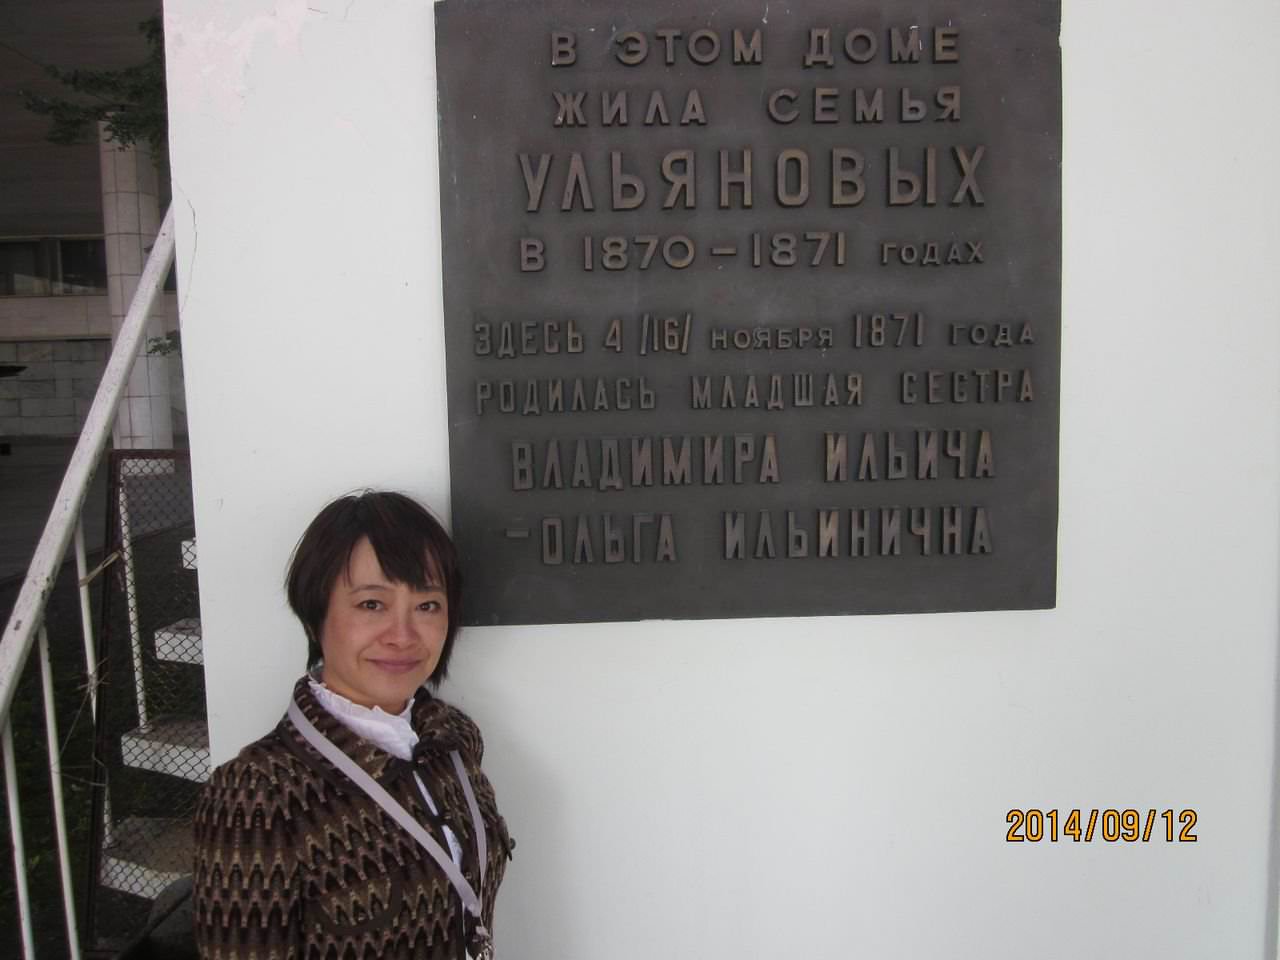 В ЭТОМ ДОМЕ
ЖИЛА СЕМЬЯ
УЛЬЯНОВЫХ
В 1870-1871 ГОДАХ
ЗДЕСЬ 4 /16/ НОЯБРЯ 1871 ГОДА
РОДИЛАСЬ МЛАДШАЯ СЕСТРА
ВЛАДИМИРА ИЛЬИЧА
-ОЛЬГА ИЛЬИНИЧНА
2014/09/12